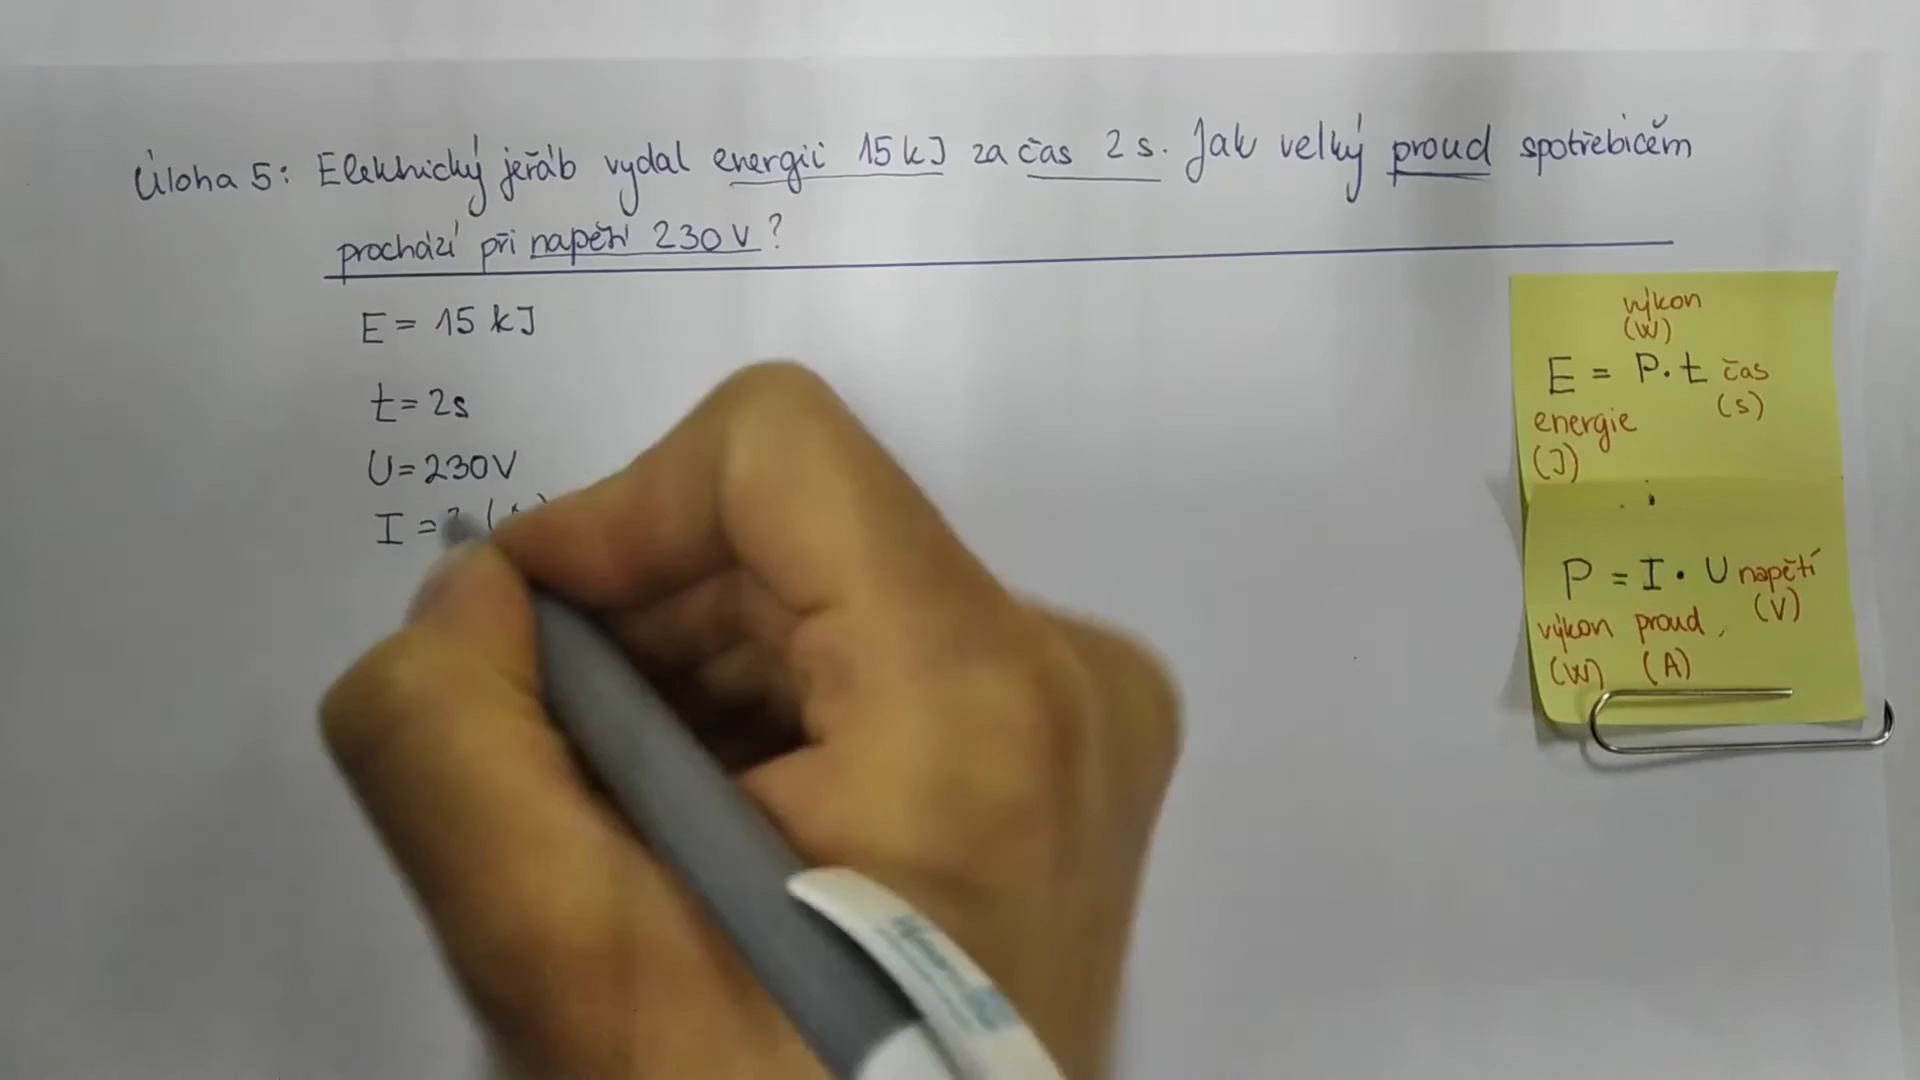 Úloha 5: Elektrický jeřáb vydal energii 15 kJ za čas 2 s. Jak velký proud spotřebičem
prochází při napětí 230 V?
E = 15 kJ
t = 2s
U = 230V
I = ? (
výkon
(W)
E = P. t čas
(s)
energie
(J)
P = I · U napětí
(V)
výkon proud
(W) (A)